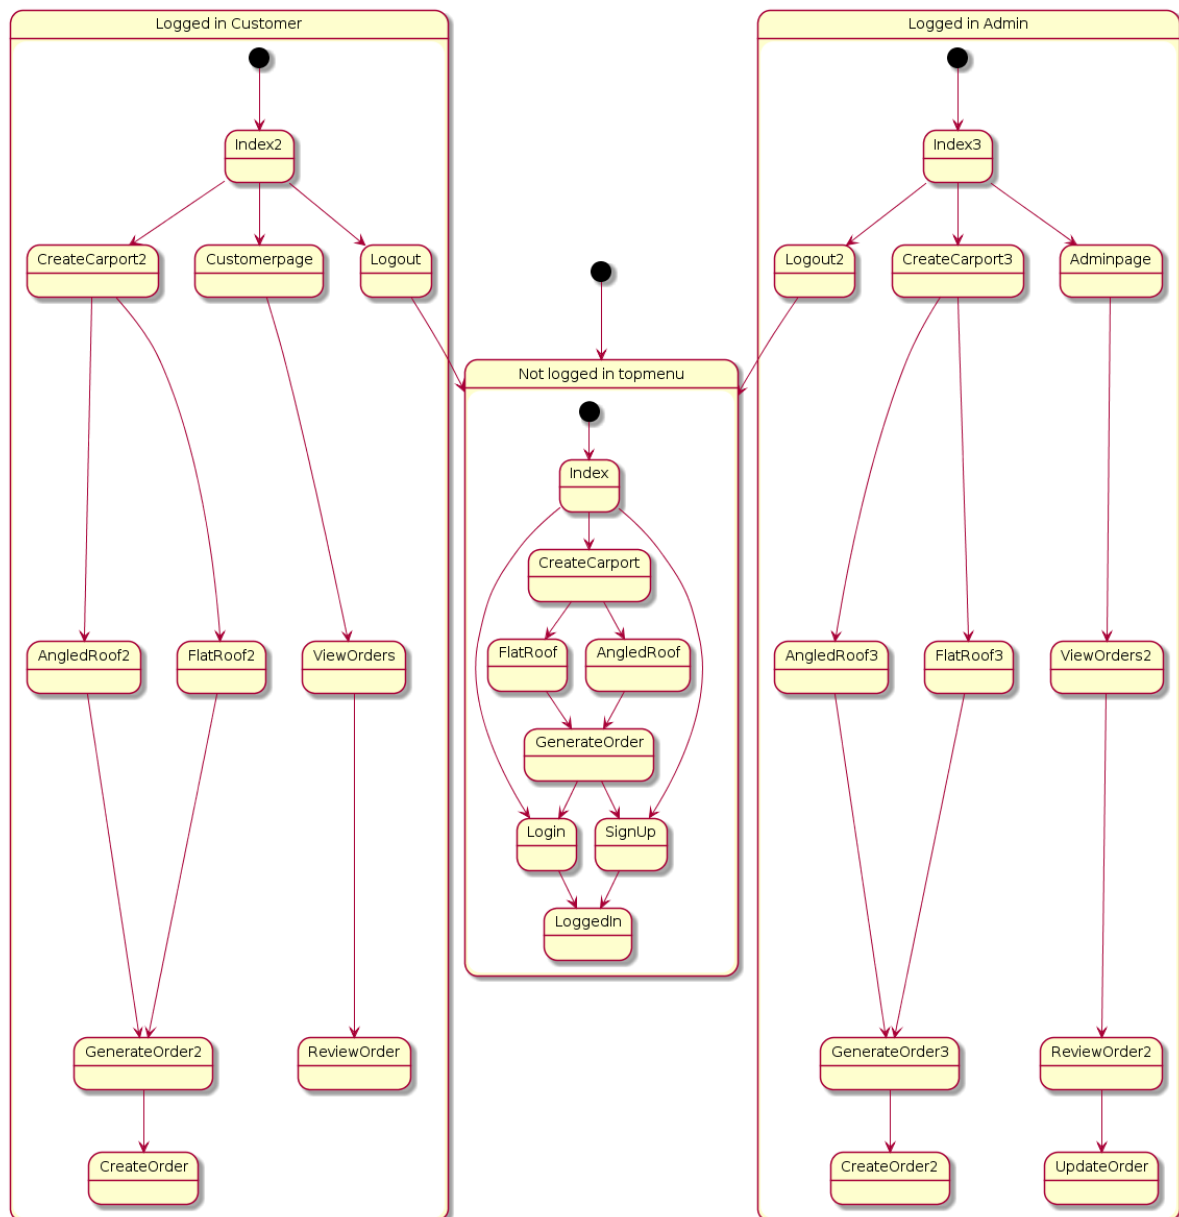 Logged in Customer
Index2
CreateCarport2
Customerpage
Logout
AngledRoof2
FlatRoof2
ViewOrders
GenerateOrder2
ReviewOrder
CreateOrder
Not logged in topmenu
Index
CreateCarport
FlatRoof
AngledRoof
GenerateOrder
Login
SignUp
LoggedIn
Logged in Admin
Index3
Logout2
CreateCarport3
Adminpage
AngledRoof3
FlatRoof3
ViewOrders2
GenerateOrder3
ReviewOrder2
CreateOrder2
UpdateOrder